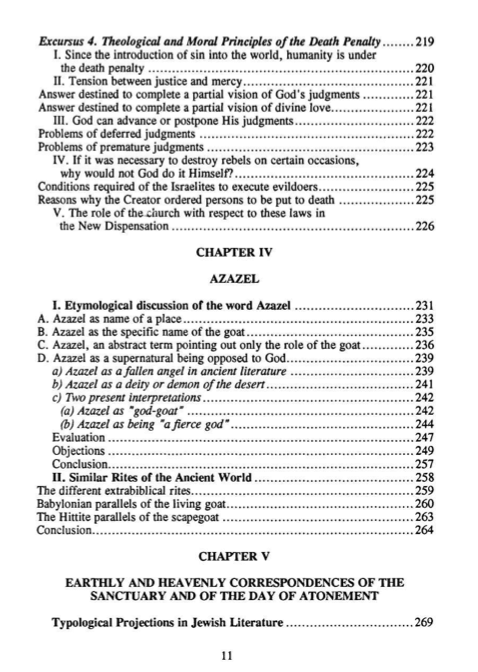 Excursus 4. Theological and Moral Principles of the Death Penalty ........ 219
I. Since the introduction of sin into the world, humanity is under
the death penalty ................................................................ 220
II. Tension between justice and mercy.......................................... 221
Answer destined to complete a partial vision of God's judgments ............. 221
Answer destined to complete a partial vision of divine love..................... 221
III. God can advance or postpone His judgments............................. 222
Problems of deferred judgments ...................................................... 222
Problems of premature judgments .................................................... 223
IV. If it was necessary to destroy rebels on certain occasions,
why would not God do it Himself?............................................ 224
Conditions required of the Israelites to execute evildoers........................ 225
Reasons why the Creator ordered persons to be put to death ................... 225
V. The role of the church with respect to these laws in
the New Dispensation ............................................................ 226
CHAPTER IV
AZAZEL
I. Etymological discussion of the word Azazel .............................. 231
A. Azazel as name of a place.......................................................... 233
B. Azazel as the specific name of the goat.......................................... 235
C. Azazel, an abstract term pointing out only the role of the goat............. 236
D. Azazel as a supernatural being opposed to God................................ 239
a) Azazel as a fallen angel in ancient literature ............................... 239
b) Azazel as a deity or demon of the desert..................................... 241
c) Two present interpretations..................................................... 242
(a) Azazel as "god-goat" ......................................................... 242
(b) Azazel as being "a fierce god".............................................. 244
Evaluation ............................................................................ 247
Objections ............................................................................ 249
Conclusion............................................................................ 257
II. Similar Rites of the Ancient World ........................................ 258
The different extrabiblical rites........................................................ 259
Babylonian parallels of the living goat............................................... 260
The Hittite parallels of the scapegoat ................................................ 263
Conclusion................................................................................. 264
CHAPTER V
EARTHLY AND HEAVENLY CORRESPONDENCES OF THE
SANCTUARY AND OF THE DAY OF ATONEMENT
Typological Projections in Jewish Literature ................................ 269
11